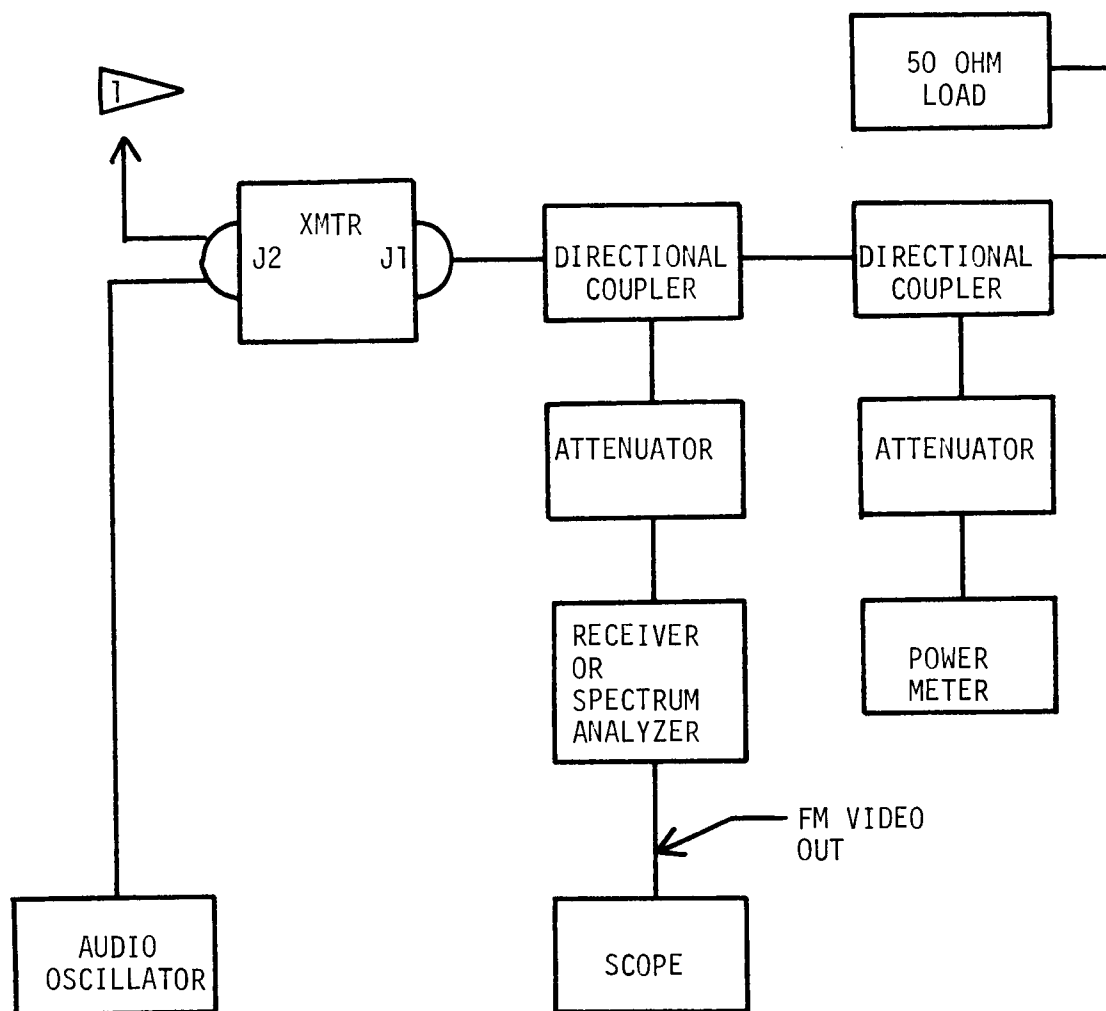 50 OHM
LOAD
1
XMTR
J2
J1
DIRECTIONAL
COUPLER
DIRECTIONAL
COUPLER
ATTENUATOR
ATTENUATOR
RECEIVER
OR
SPECTRUM
ANALYZER
POWER
METER
FM VIDEO
OUT
AUDIO
OSCILLATOR
SCOPE